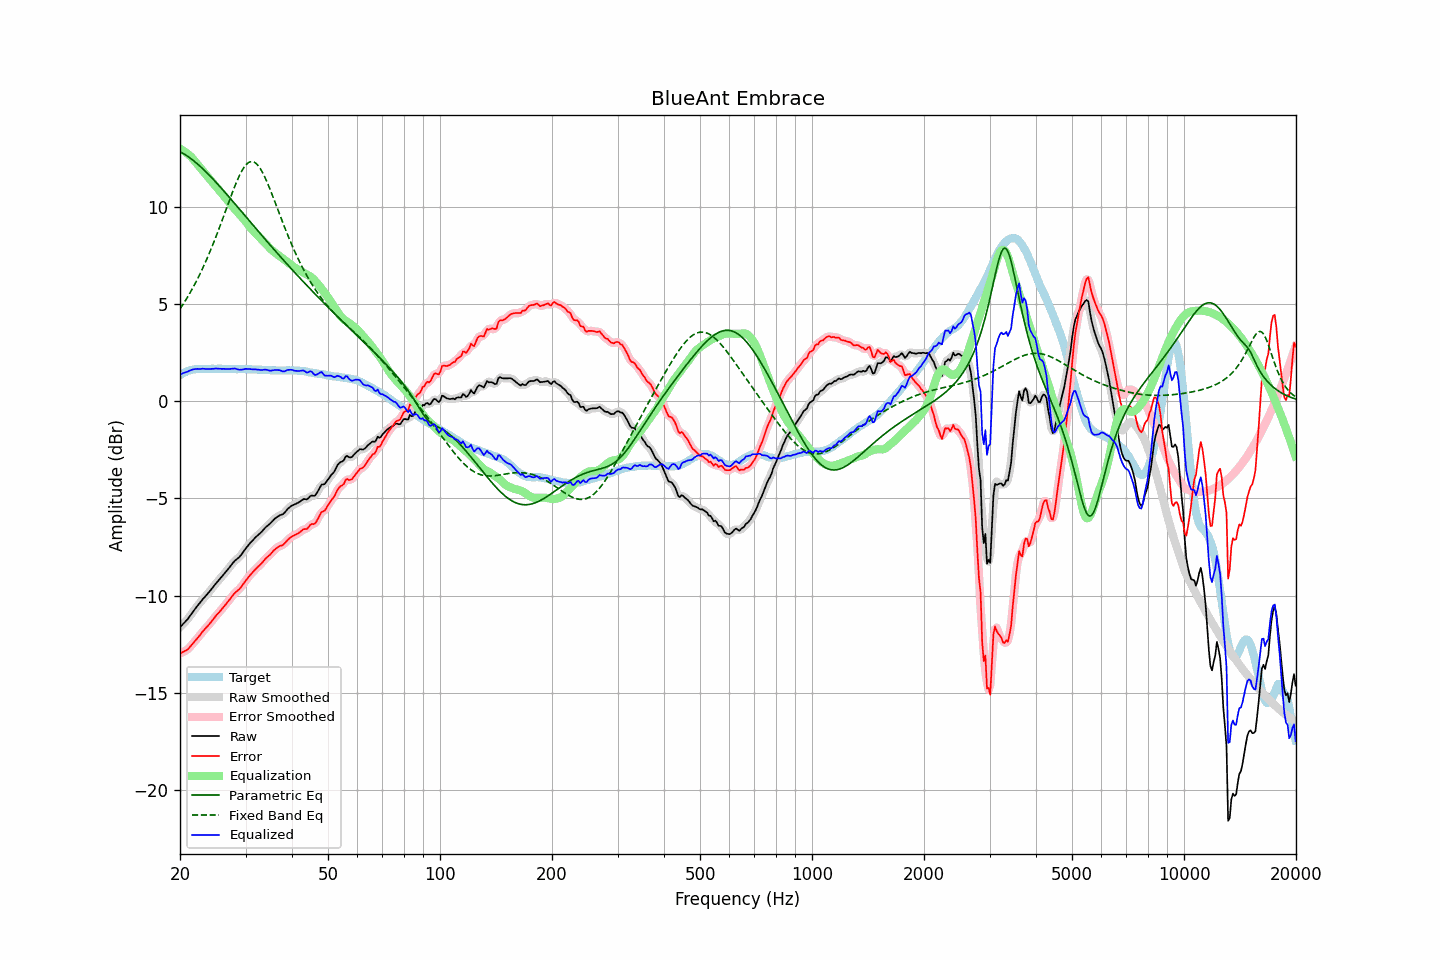 BlueAnt Embrace
Amplitude (dBr)
10
5
0
−5
−10
−15
−20
Target
Raw Smoothed
Error Smoothed
Raw
Error
Equalization
Parametric Eq
Fixed Band Eq
Equalized
20 50 100 200 500 1000 2000 5000 10000 20000
Frequency (Hz)